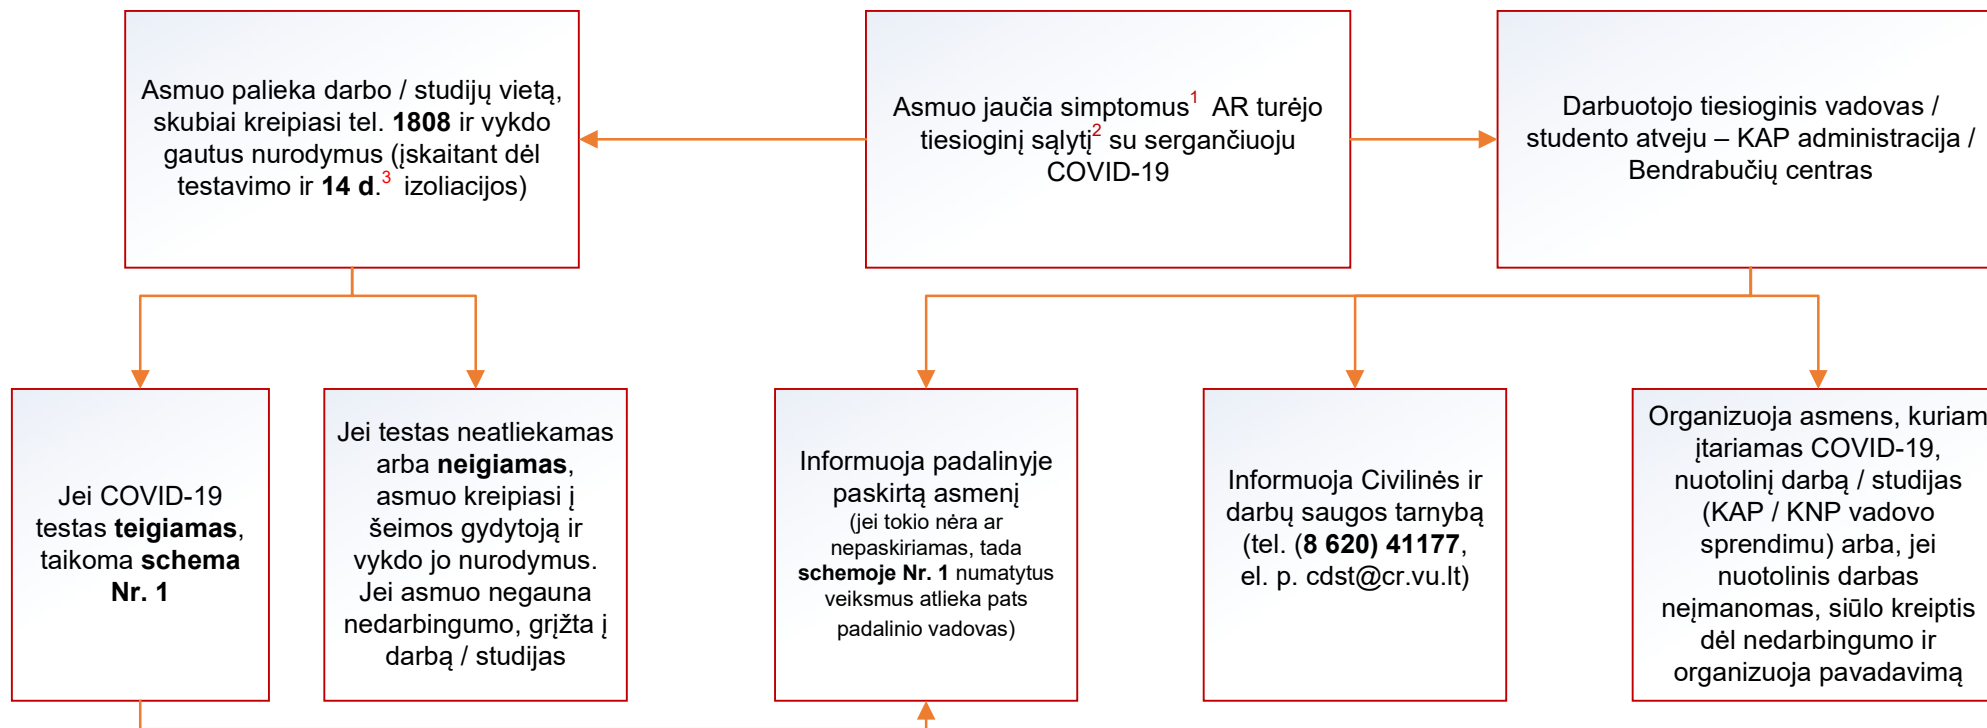 Asmuo palieka darbo / studijų vietą,
skubiai kreipiasi tel. 1808 ir vykdo
gautus nurodymus (įskaitant dėl
testavimo ir 14 d.3 izoliacijos)
Asmuo jaučia simptomus1 AR turėjo
tiesioginį sąlytį2 su sergančiuoju
COVID-19
Darbuotojo tiesioginis vadovas /
studento atveju – KAP administracija /
Bendrabučių centras
Jei COVID-19
testas teigiamas,
taikoma schema
Nr. 1
Jei testas neatliekamas
arba neigiamas,
asmuo kreipiasi į
šeimos gydytoją ir
vykdo jo nurodymus.
Jei asmuo negauna
nedarbingumo, grįžta į
darbą / studijas
Informuoja padalinyje
paskirtą asmenį
(jei tokio nėra ar
nepaskiriamas, tada
schemoje Nr. 1 numatytus
veiksmus atlieka pats
padalinio vadovas)
Informuoja Civilinės ir
darbų saugos tarnybą
(tel. (8 620) 41177,
el. p. cdst@cr.vu.lt)
Organizuoja asmens, kuriam
įtariamas COVID-19,
nuotolinį darbą / studijas
(KAP / KNP vadovo
sprendimu) arba, jei
nuotolinis darbas
neįmanomas, siūlo kreiptis
dėl nedarbingumo ir
organizuoja pavadavimą